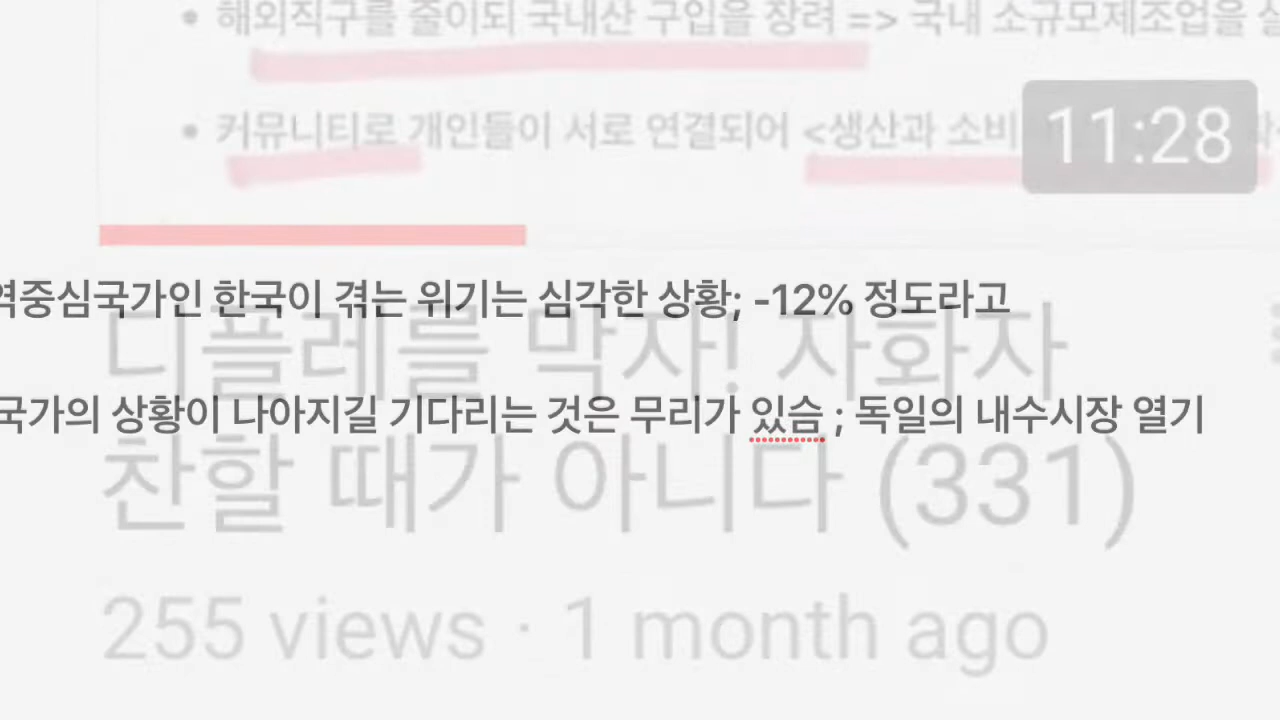 해외직구를 줄이되 국내산 구입을 장려 => 국내 소규모제조업을
커뮤니티로 개인들이 서로 연결되어 <생산과 소비
11:28
역중심국가인 한국이 겪는 위기는 심각한 상황; -12% 정도라고
디플레를 막자! 자화자
국가의 상황이 나아지길 기다리는 것은 무리가 있슴 ; 독일의 내수시장 열기
찬할 때가 아니다 (331)
255 views · 1 month ago